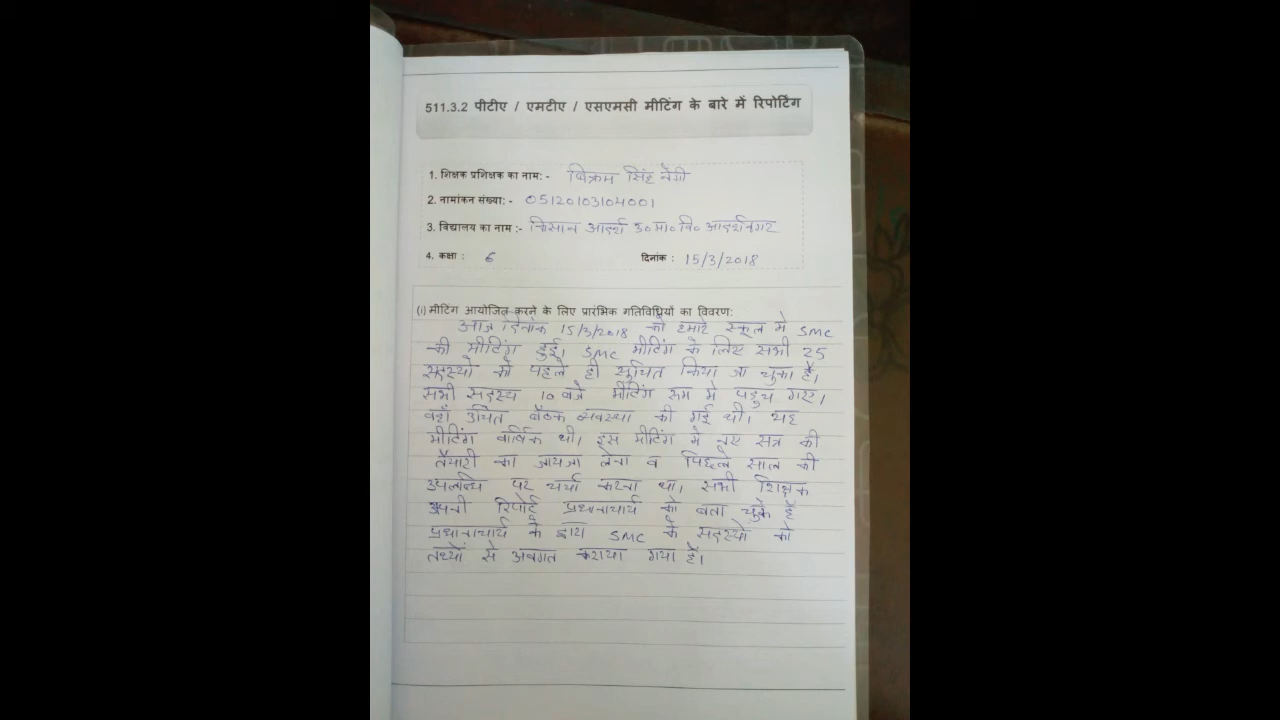 511.3.2 पीटीए / एमटीए / एसएमसी मीटिंग के बारे में रिपोर्टिंग
1. शिक्षक प्रशिक्षक का नाम: - विक्रम सिंह नेगी
2. नामांकन संख्या: - 05120103104001
3. विद्यालय का नाम :- किसान आदर्श उ० मा० वि० आदर्शनगर
4. कक्षा : 6 दिनांक : 15/3/2018
(i) मीटिंग आयोजित करने के लिए प्रारंभिक गतिविधियों का विवरण:
आज दिनांक 15/3/2018 को हमारे स्कूल मे SMC
की मीटिंग हुई। SMC मीटिंग के लिए सभी 25
सदस्यो को पहले ही सूचित किया जा चुका है।
सभी सदस्य 10 बजे मीटिंग रूम मे पहुच गए।
वहाँ उचित बैठक व्यवस्था की गई थी। यह
मीटिंग वार्षिक थी। इस मीटिंग मे नए सत्र की
तैयारी का जायजा लेना व पिछले साल की
उपलब्धि पर चर्चा करना था। सभी शिक्षक
अपनी रिपोर्ट प्रधानाचार्य को बता चुके हैं
प्रधानाचार्य के द्वारा SMC के सदस्यो को
तथ्यों से अवगत कराया गया है।